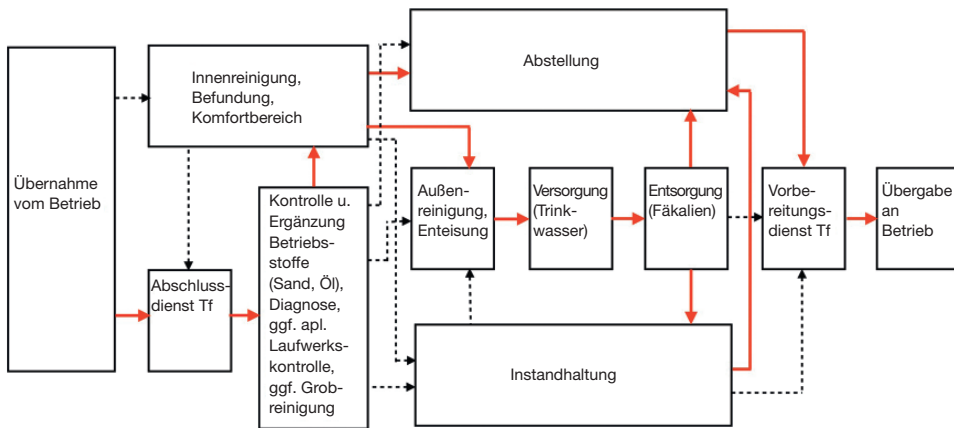 Übernahme
vom Betrieb
Innenreinigung,
Befundung,
Komfortbereich
Abschluss-
dienst Tf
Kontrolle u.
Ergänzung
Betriebs-
stoffe
(Sand, Öl),
Diagnose,
ggf. apl.
Laufwerks-
kontrolle,
ggf. Grob-
reinigung
Abstellung
Außen-
reinigung,
Enteisung
Versorgung
(Trink-
wasser)
Entsorgung
(Fäkalien)
Instandhaltung
Vorbe-
reitungs-
dienst Tf
Übergabe
an
Betrieb